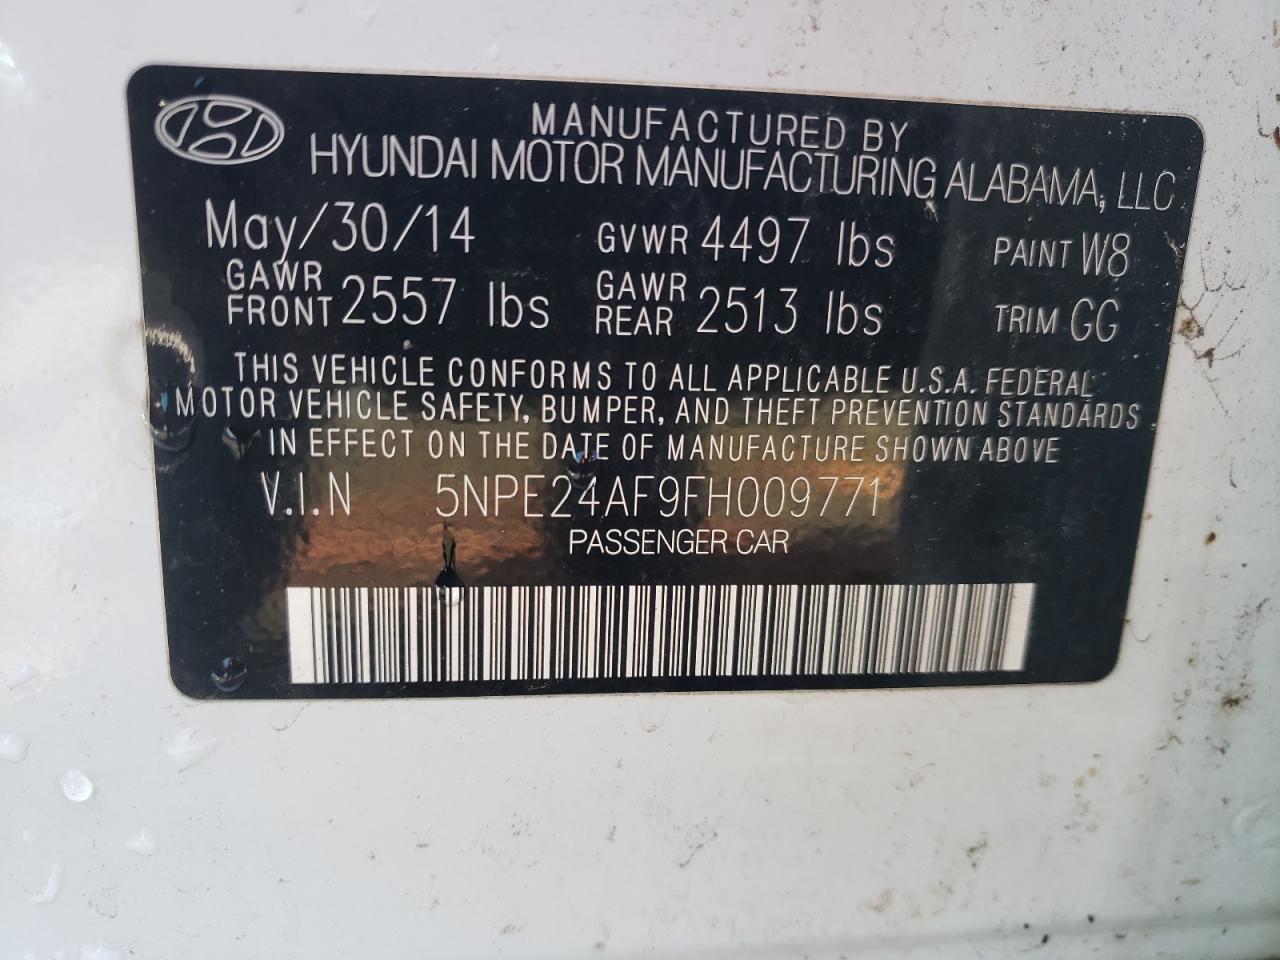 MANUFACTURED BY
HYUNDAI MOTOR MANUFACTURING ALABAMA, LLC
May/30/14 GVWR 4497 lbs PAINT W8
GAWR FRONT 2557 lbs GAWR REAR 2513 lbs TRIM GG
THIS VEHICLE CONFORMS TO ALL APPLICABLE U.S.A. FEDERAL
MOTOR VEHICLE SAFETY, BUMPER, AND THEFT PREVENTION STANDARDS
IN EFFECT ON THE DATE OF MANUFACTURE SHOWN ABOVE
V.I.N 5NPE24AF9FH009771
PASSENGER CAR